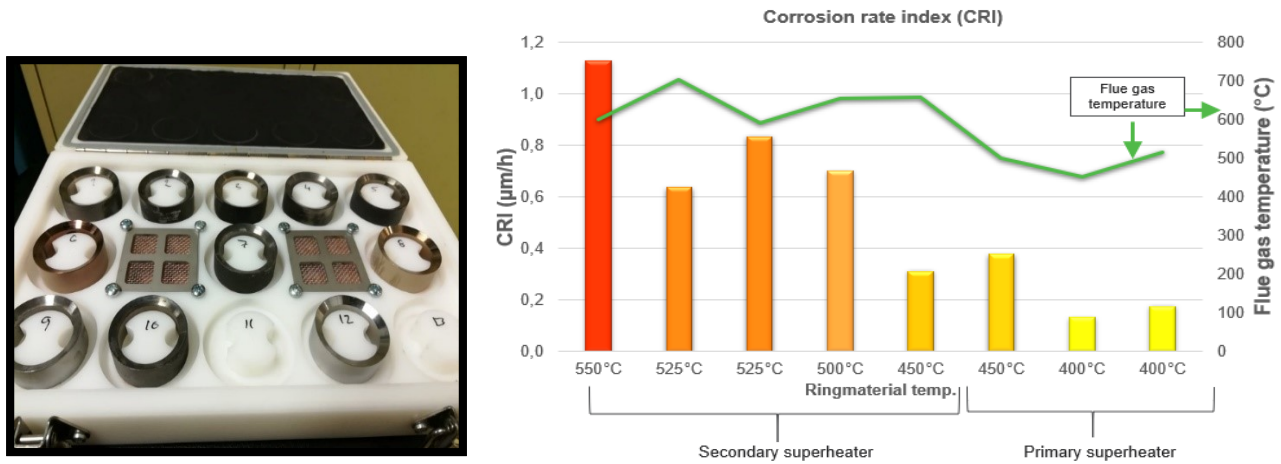 1 2 3 4 5
6 7 8
9 10 11 12 13
Corrosion rate index (CRI)
CRI (µm/h)
1,2
1,0
0,8
0,6
0,4
0,2
0,0
Flue gas
temperature
800
700
600
500
400
300
200
100
0
Flue gas temperature (°C)
550°C 525°C 525°C 500°C 450°C 450°C 400°C 400°C
Ringmaterial temp.
Secondary superheater Primary superheater